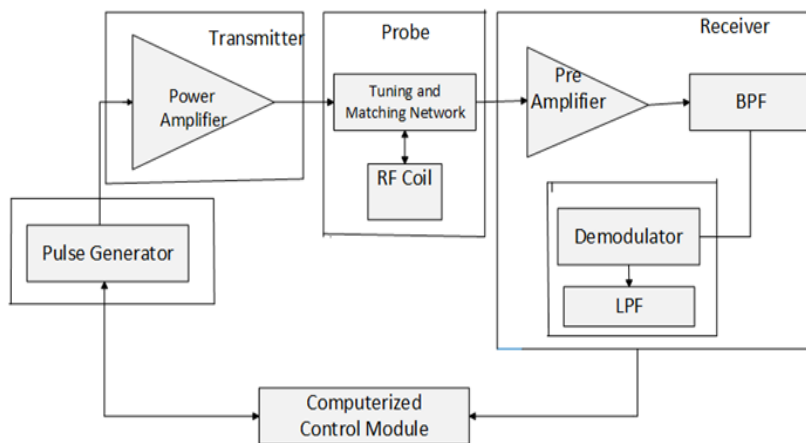 Transmitter
Power
Amplifier
Probe
Tuning and
Matching Network
RF Coil
Receiver
Pre
Amplifier
BPF
Demodulator
LPF
Pulse Generator
Computerized
Control Module